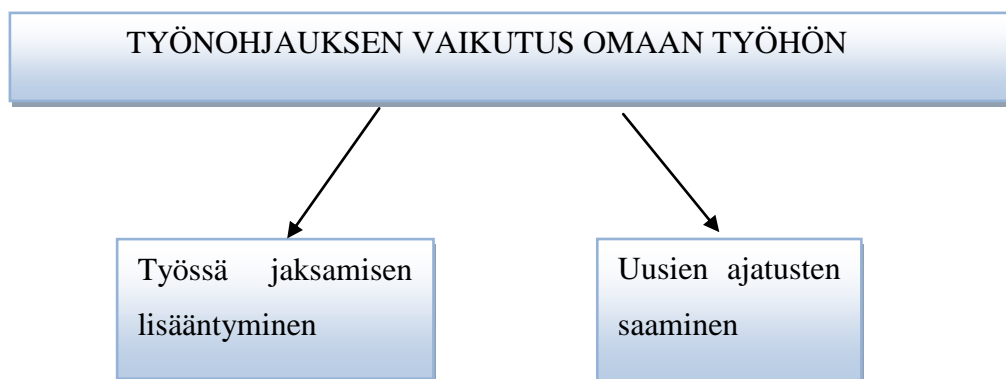 TYÖNOHJAUKSEN VAIKUTUS OMAAN TYÖHÖN
Työssä jaksamisen
lisääntyminen
Uusien ajatusten
saaminen